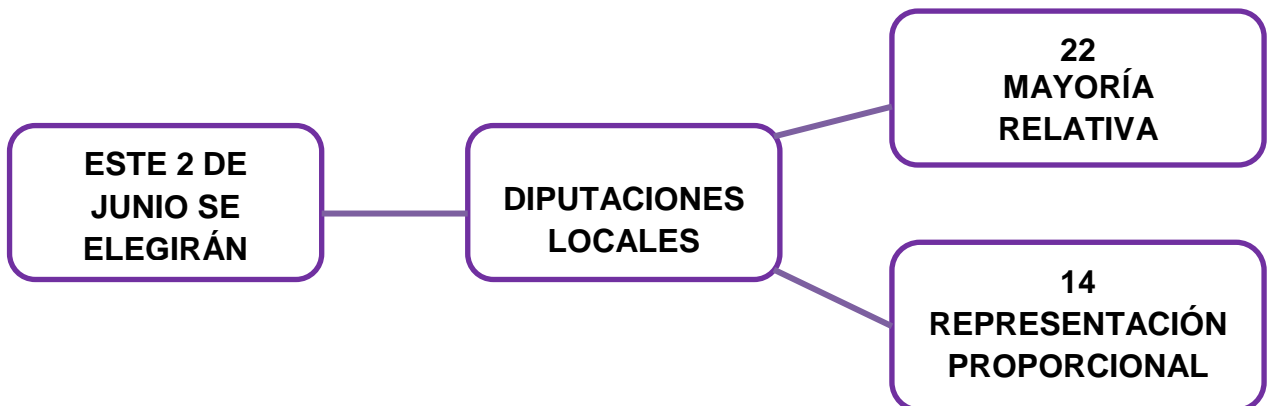 ESTE 2 DE
JUNIO SE
ELEGIRÁN
DIPUTACIONES
LOCALES
22
MAYORÍA
RELATIVA
14
REPRESENTACIÓN
PROPORCIONAL